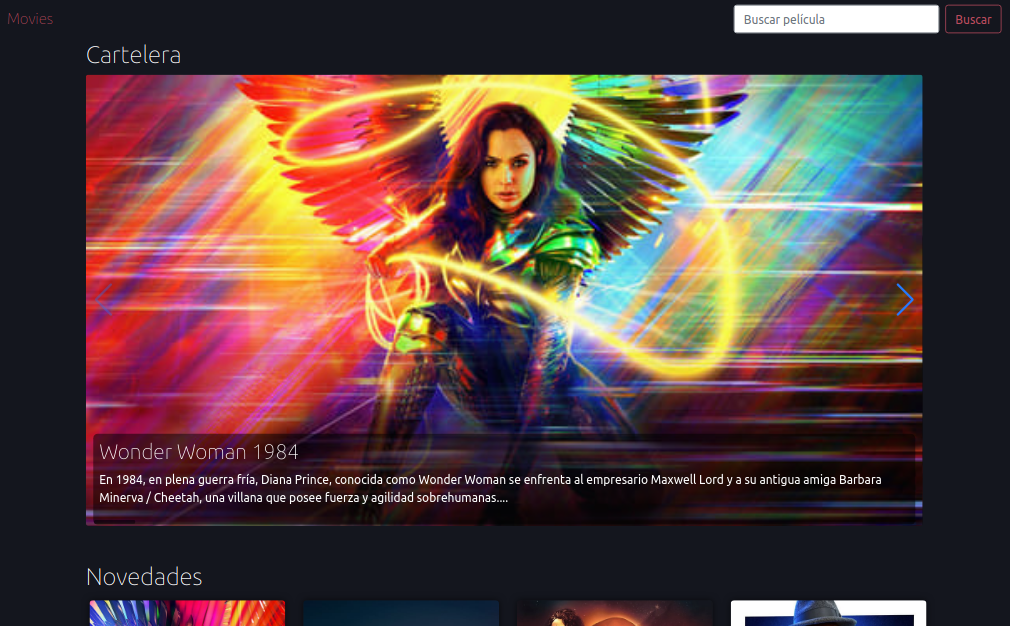 Movies
Buscar película
Buscar
Cartelera
Wonder Woman 1984
En 1984, en plena guerra fría, Diana Prince, conocida como Wonder Woman se enfrenta al empresario Maxwell Lord y a su antigua amiga Barbara
Minerva / Cheetah, una villana que posee fuerza y agilidad sobrehumanas....
Novedades